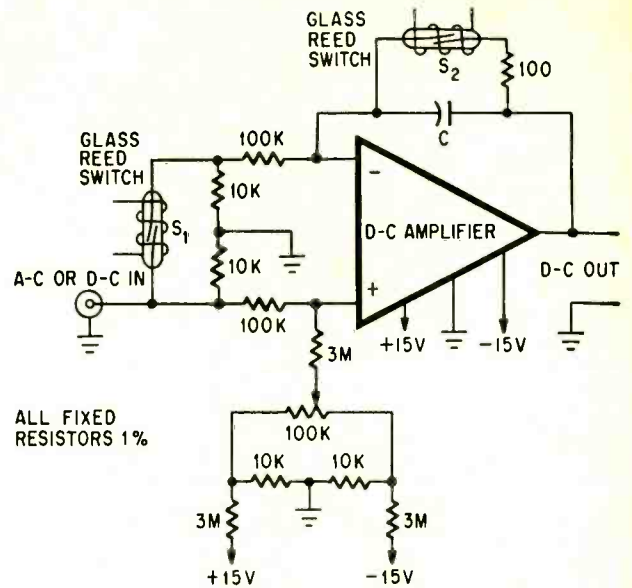 GLASS
REED
SWITCH
S2
100
C
GLASS
REED
SWITCH
100K
10K
S1
10K
A-C OR D-C IN
100K
-
D-C AMPLIFIER
+
D-C OUT
+15V
-15V
3M
ALL FIXED
RESISTORS 1%
100K
10K
10K
3M
3M
+15V
-15V